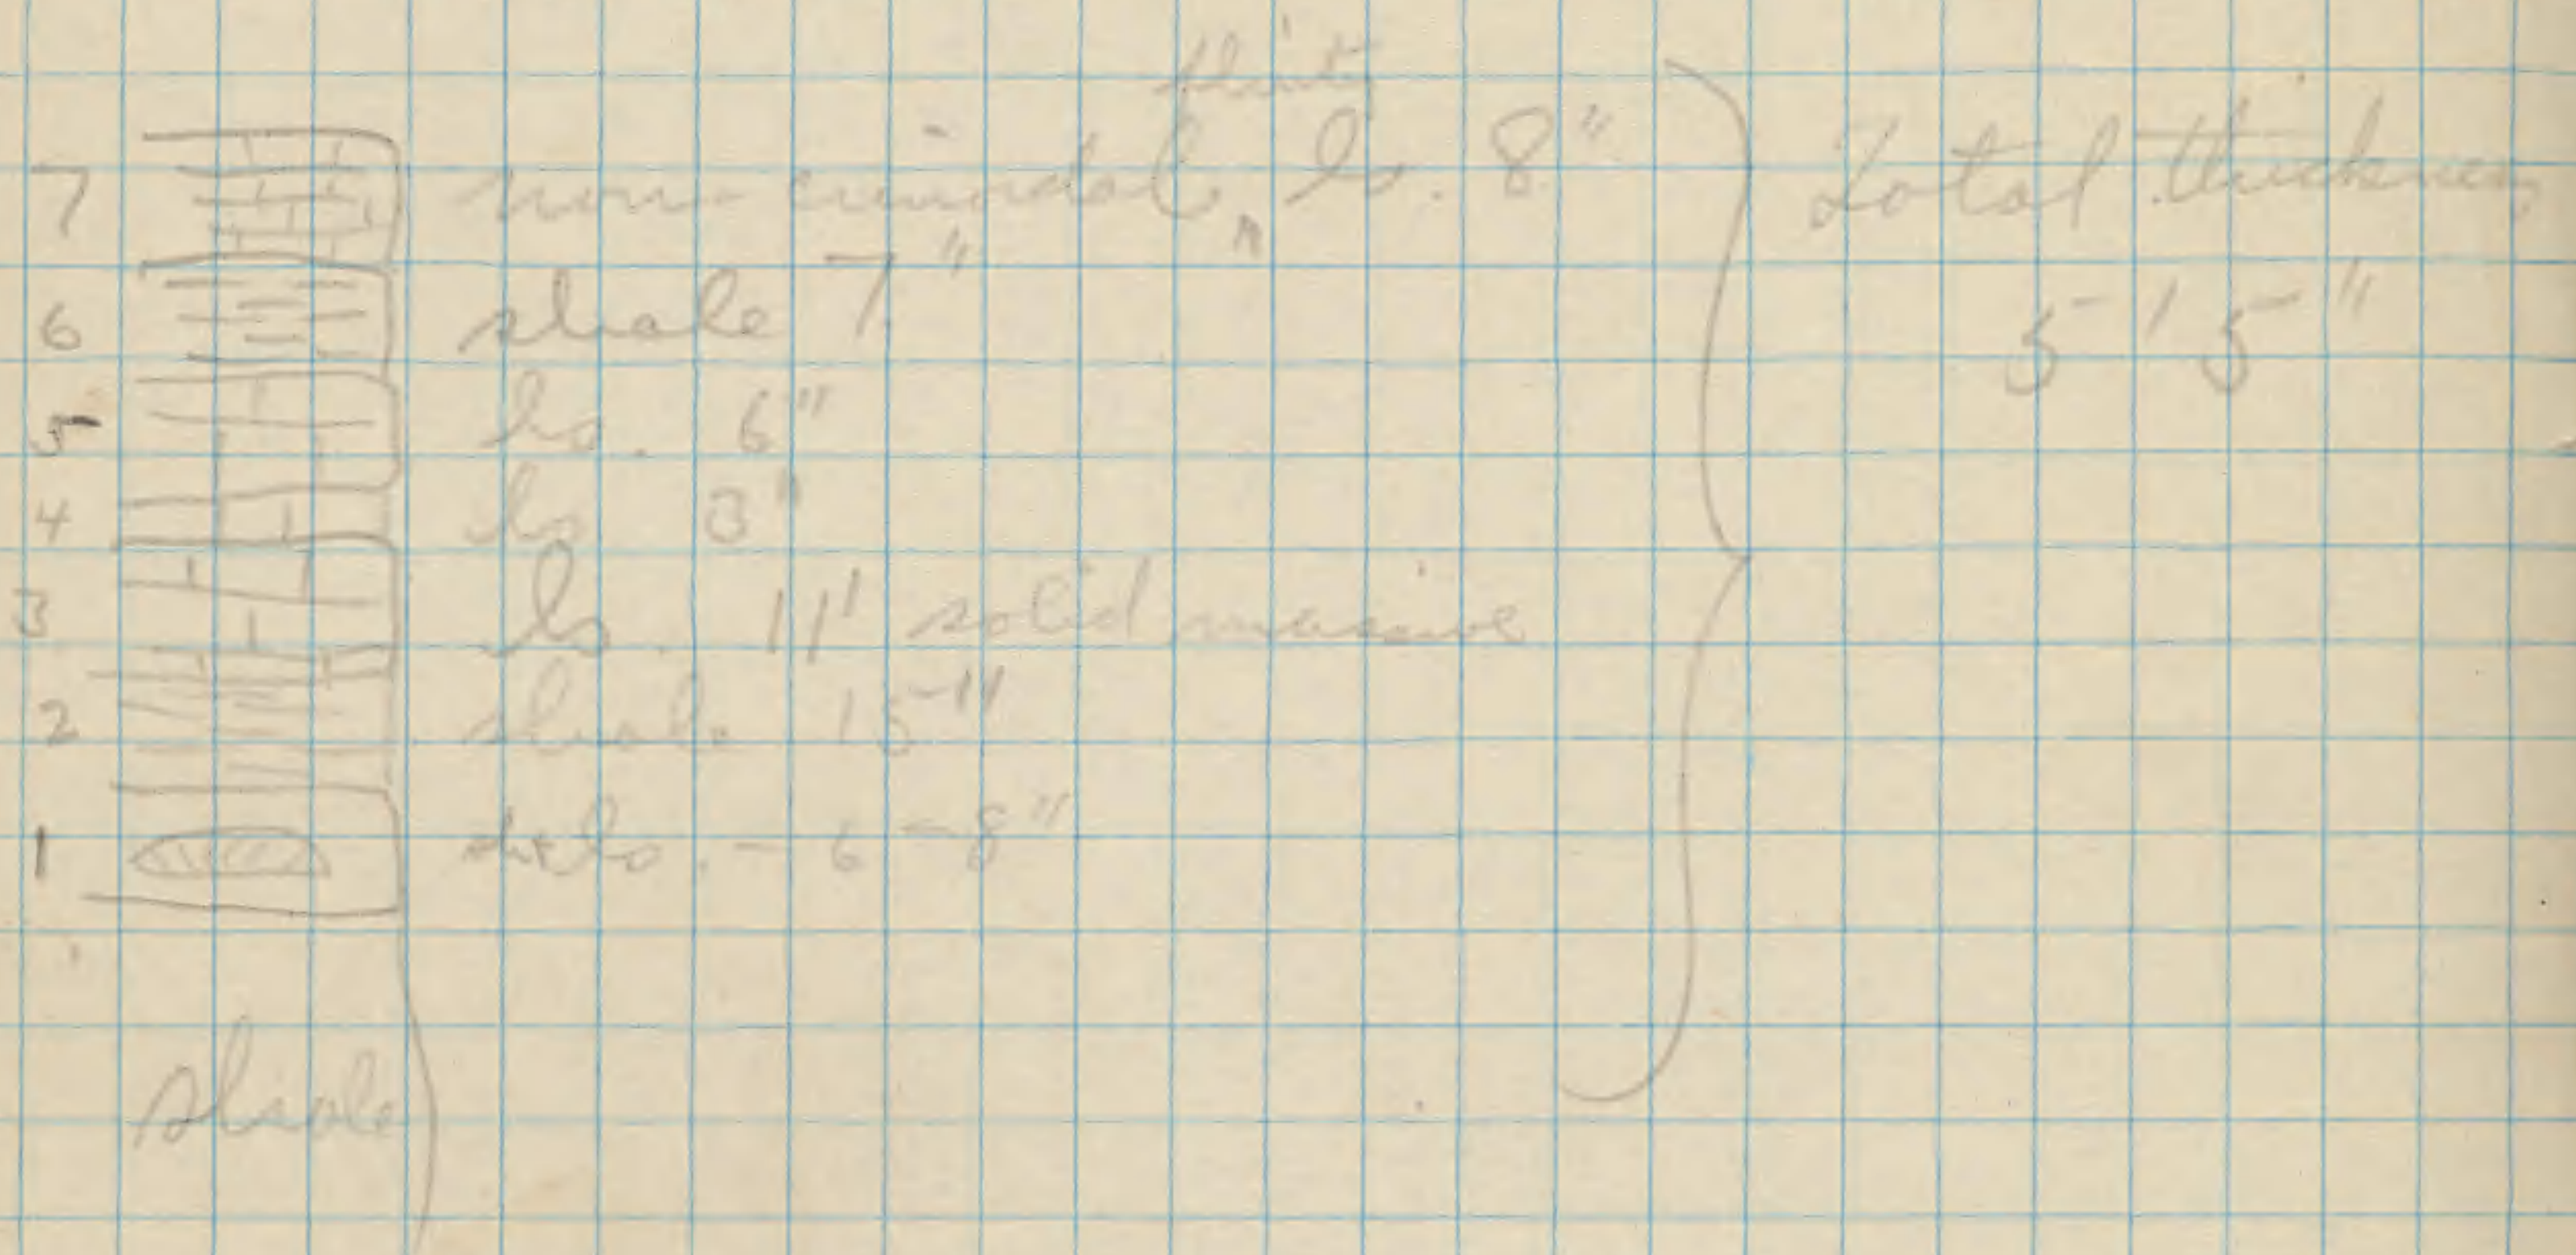 flinty
7 non-crinoidal ‸ ls. 8"
6 shale 7"
5 ls. 6"
4 ls 3"
3 ls. 11' solid massive
2 shale 15"
1 ls. - 6-8"
shale
Total thickness
5' 5"